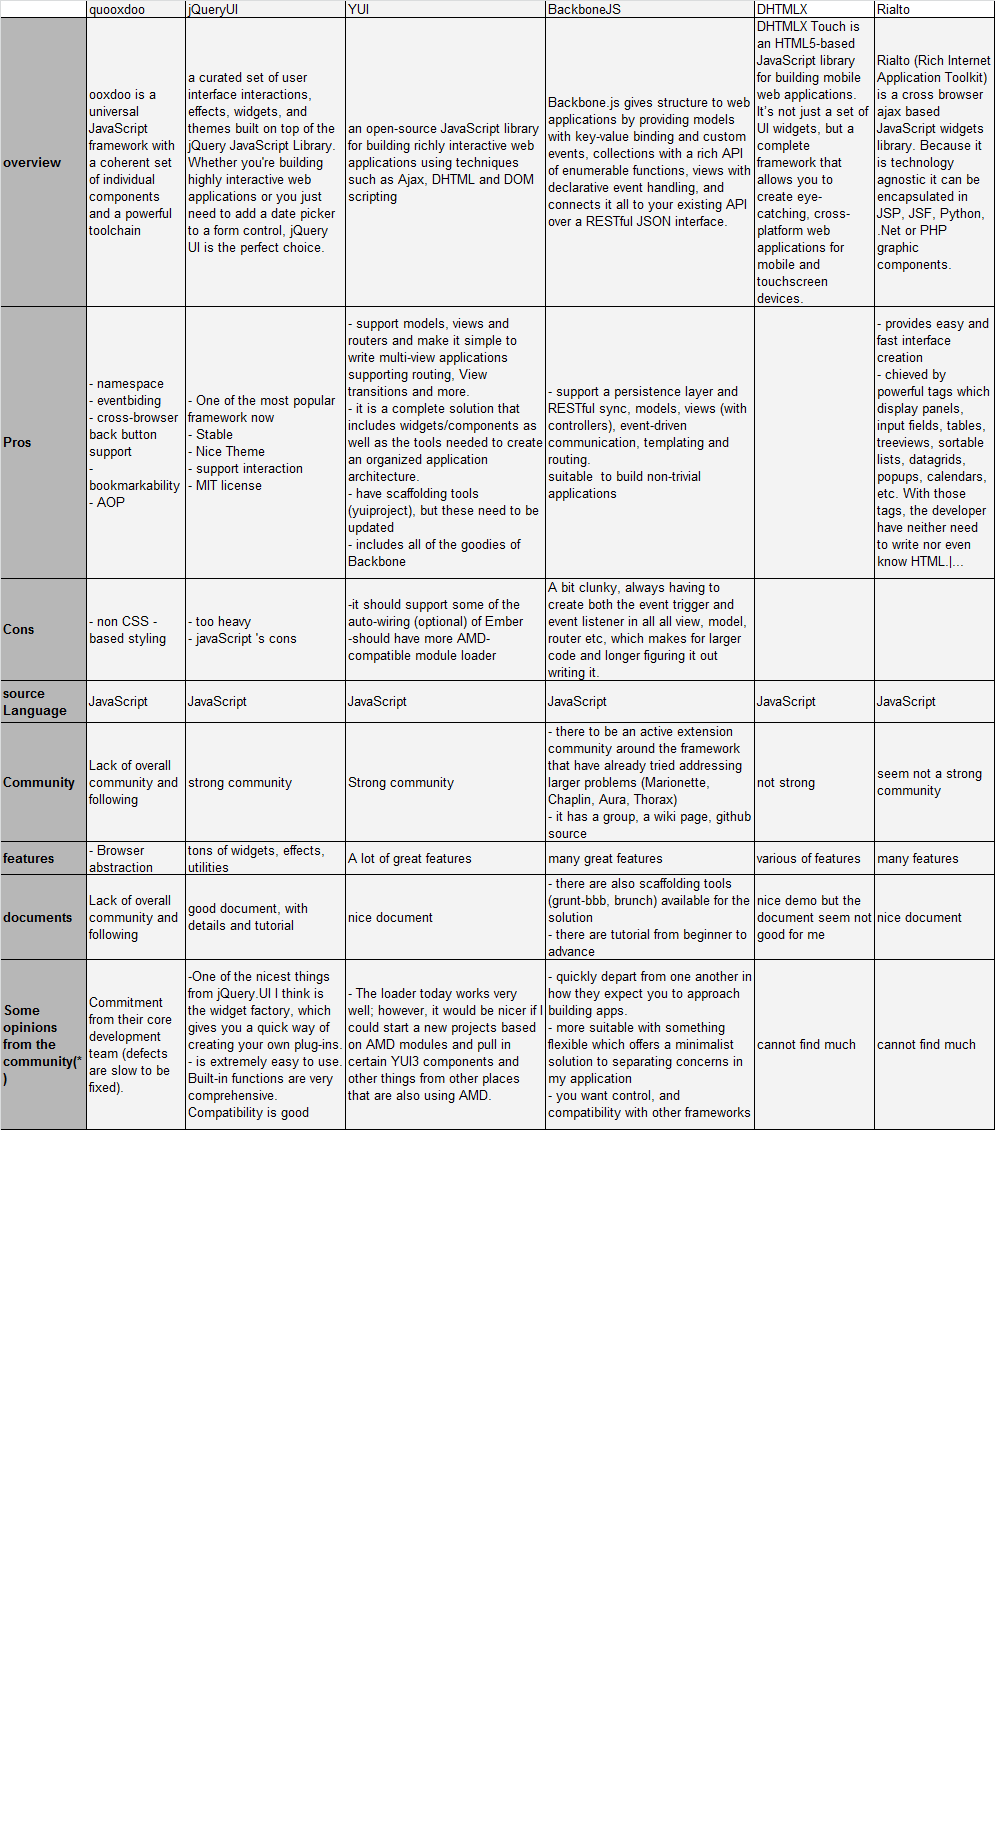 quooxdoo
jQueryUI
YUI
BackboneJS
DHTMLX
Rialto
overview
ooxdoo is a
universal
JavaScript
framework with
a coherent set
of individual
components
and a powerful
toolchain
a curated set of user
interface interactions,
effects, widgets, and
themes built on top of the
jQuery JavaScript Library.
Whether you're building
highly interactive web
applications or you just
need to add a date picker
to a form control, jQuery
UI is the perfect choice.
an open-source JavaScript library
for building richly interactive web
applications using techniques
such as Ajax, DHTML and DOM
scripting
Backbone.js gives structure to web
applications by providing models
with key-value binding and custom
events, collections with a rich API
of enumerable functions, views with
declarative event handling, and
connects it all to your existing API
over a RESTful JSON interface.
DHTMLX Touch is
an HTML5-based
JavaScript library
for building mobile
web applications.
It's not just a set of
UI widgets, but a
complete
framework that
allows you to
create eye-
catching, cross-
platform web
applications for
mobile and
touchscreen
devices.
Rialto (Rich Internet
Application Toolkit)
is a cross browser
ajax based
JavaScript widgets
library. Because it
is technology
agnostic it can be
encapsulated in
JSP, JSF, Python,
.Net or PHP
graphic
components.
Pros
- namespace
- eventbiding
- cross-browser
back button
support
-
bookmarkability
- AOP
- One of the most popular
framework now
- Stable
- Nice Theme
- support interaction
- MIT license
- support models, views and
routers and make it simple to
write multi-view applications
supporting routing, View
transitions and more.
- it is a complete solution that
includes widgets/components as
well as the tools needed to create
an organized application
architecture.
- have scaffolding tools
(yuiproject), but these need to be
updated
- includes all of the goodies of
Backbone
- support a persistence layer and
RESTful sync, models, views (with
controllers), event-driven
communication, templating and
routing.
suitable  to build non-trivial
applications
- provides easy and
fast interface
creation
- chieved by
powerful tags which
display panels,
input fields, tables,
treeviews, sortable
lists, datagrids,
popups, calendars,
etc. With those
tags, the developer
have neither need
to write nor even
know HTML.|...
Cons
- non CSS -
based styling
- too heavy
- javaScript 's cons
-it should support some of the
auto-wiring (optional) of Ember
-should have more AMD-
compatible module loader
A bit clunky, always having to
create both the event trigger and
event listener in all all view, model,
router etc, which makes for larger
code and longer figuring it out
writing it.
source
Language
JavaScript
JavaScript
JavaScript
JavaScript
JavaScript
JavaScript
Community
Lack of overall
community and
following
strong community
Strong community
- there to be an active extension
community around the framework
that have already tried addressing
larger problems (Marionette,
Chaplin, Aura, Thorax)
- it has a group, a wiki page, github
source
not strong
seem not a strong
community
features
- Browser
abstraction
tons of widgets, effects,
utilities
A lot of great features
many great features
various of features
many features
documents
Lack of overall
community and
following
good document, with
details and tutorial
nice document
- there are also scaffolding tools
(grunt-bbb, brunch) available for the
solution
- there are tutorial from beginner to
advance
nice demo but the
document seem not
good for me
nice document
Some
opinions
from the
community(*
)
Commitment
from their core
development
team (defects
are slow to be
fixed).
-One of the nicest things
from jQuery.UI I think is
the widget factory, which
gives you a quick way of
creating your own plug-ins.
- is extremely easy to use.
Built-in functions are very
comprehensive.
Compatibility is good
- The loader today works very
well; however, it would be nicer if I
could start a new projects based
on AMD modules and pull in
certain YUI3 components and
other things from other places
that are also using AMD.
- quickly depart from one another in
how they expect you to approach
building apps.
- more suitable with something
flexible which offers a minimalist
solution to separating concerns in
my application
- you want control, and
compatibility with other frameworks
cannot find much
cannot find much